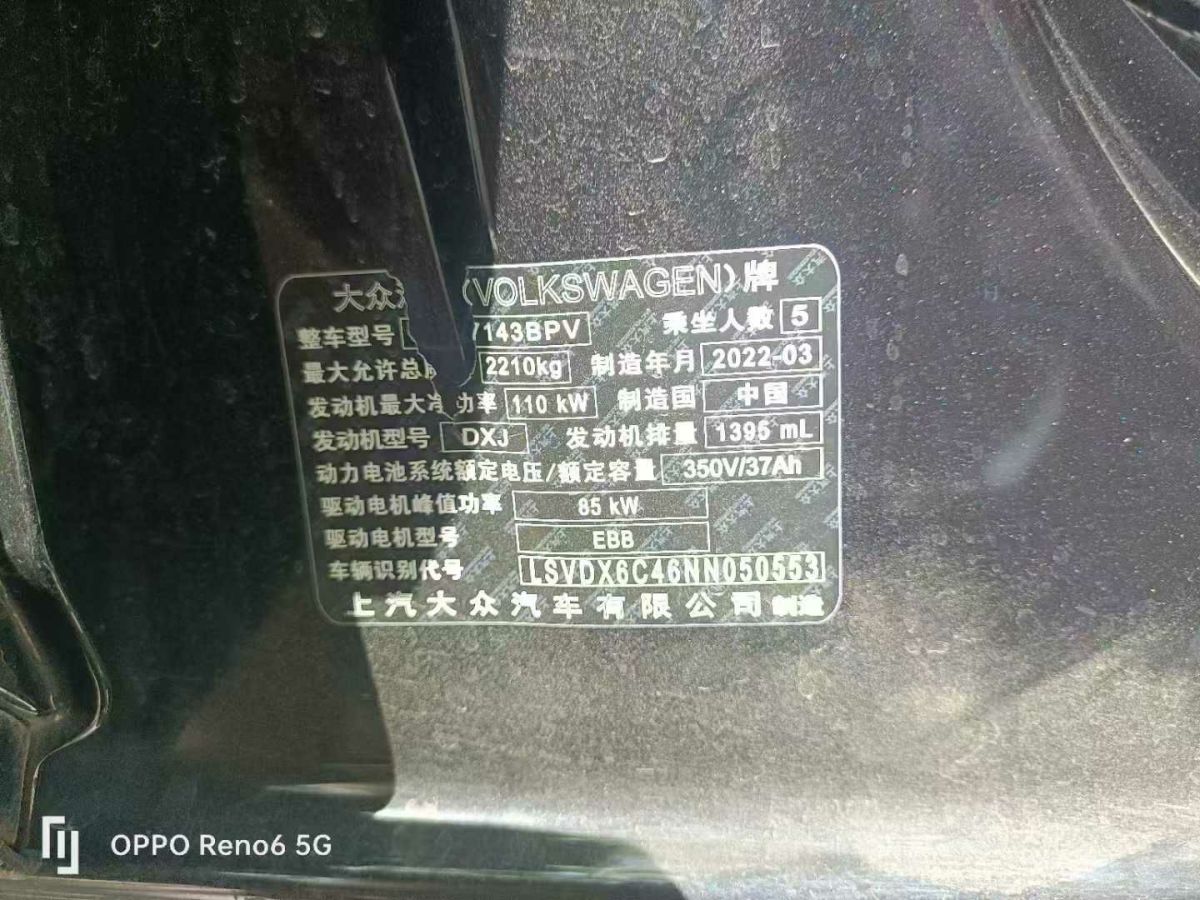 大众 (VOLKSWAGEN)牌
整车型号 7143BPV 乘坐人数 5
最大允许总 2210kg 制造年月 2022-03
发动机最大净功率 110 kW 制造国 中国
发动机型号 DXJ 发动机排量 1395 mL
动力电池系统额定电压/额定容量 350V/37Ah
驱动电机峰值功率 85 kW
驱动电机型号 EBB
车辆识别代号 LSVDX6C46NN050553
上汽大众汽车有限公司 制造
OPPO Reno6 5G